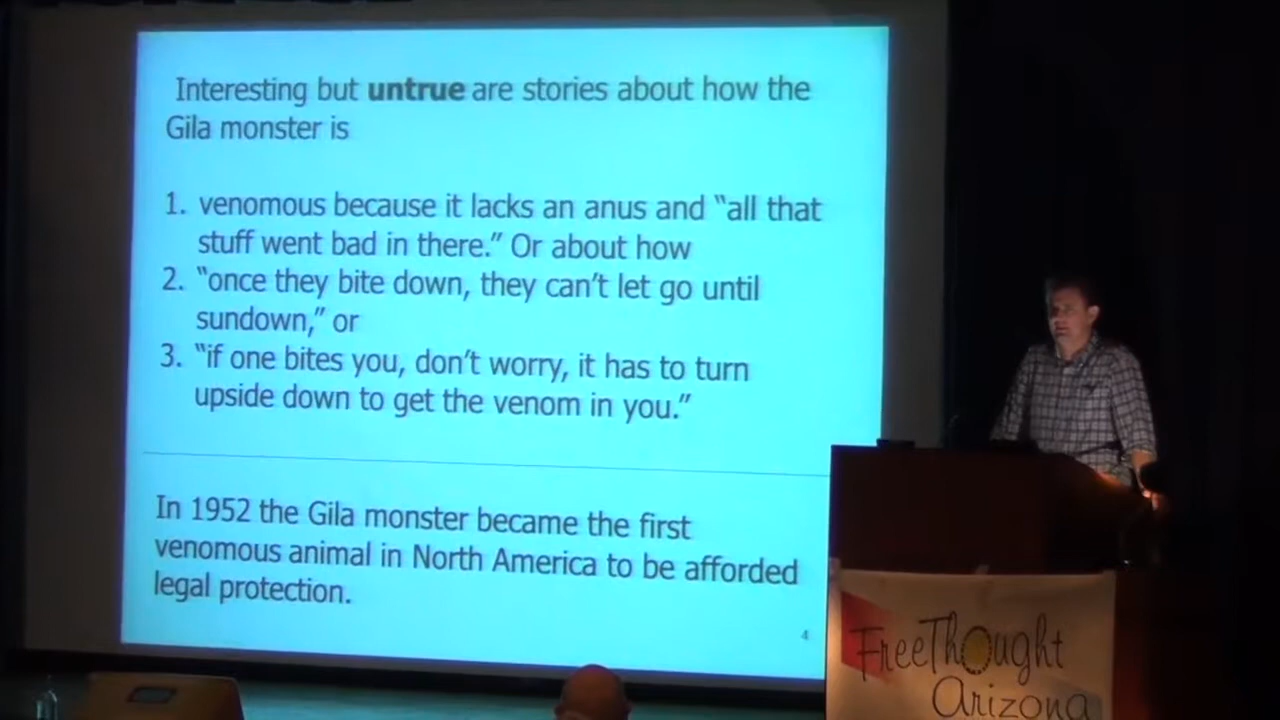 Interesting but untrue are stories about how the
Gila monster is
1. venomous because it lacks an anus and “all that
stuff went bad in there.” Or about how
2. “once they bite down, they can’t let go until
sundown,” or
3. “if one bites you, don’t worry, it has to turn
upside down to get the venom in you.”
In 1952 the Gila monster became the first
venomous animal in North America to be afforded
legal protection.
4
FreeThought
Arizona